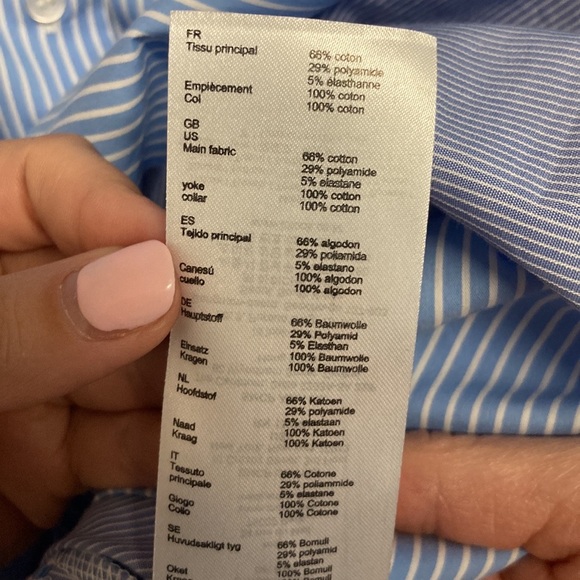 FR
Tissu principal 66% coton
29% polyamide
5% élasthanne
Empiècement 100% coton
Col 100% coton
GB
US
Main fabric 66% cotton
29% polyamide
5% elastane
yoke 100% cotton
collar 100% cotton
ES
Tejido principal 66% algodon
29% poliamida
5% elastano
Canesú 100% algodon
cuello 100% algodon
DE
Hauptstoff 66% Baumwolle
29% Polyamid
5% Elasthan
Einsatz 100% Baumwolle
Kragen 100% Baumwolle
NL
Hoofdstof 66% Katoen
29% polyamide
5% elastaan
Naad 100% Katoen
Kraag 100% Katoen
IT
Tessuto 66% Cotone
principale 29% poliammide
5% elastane
Giogo 100% Cotone
Collo 100% Cotone
SE
Huvudsakligt tyg 66% Bomull
29% polyamid
5% elastan
Oket 100% Bomull
100% Bomull